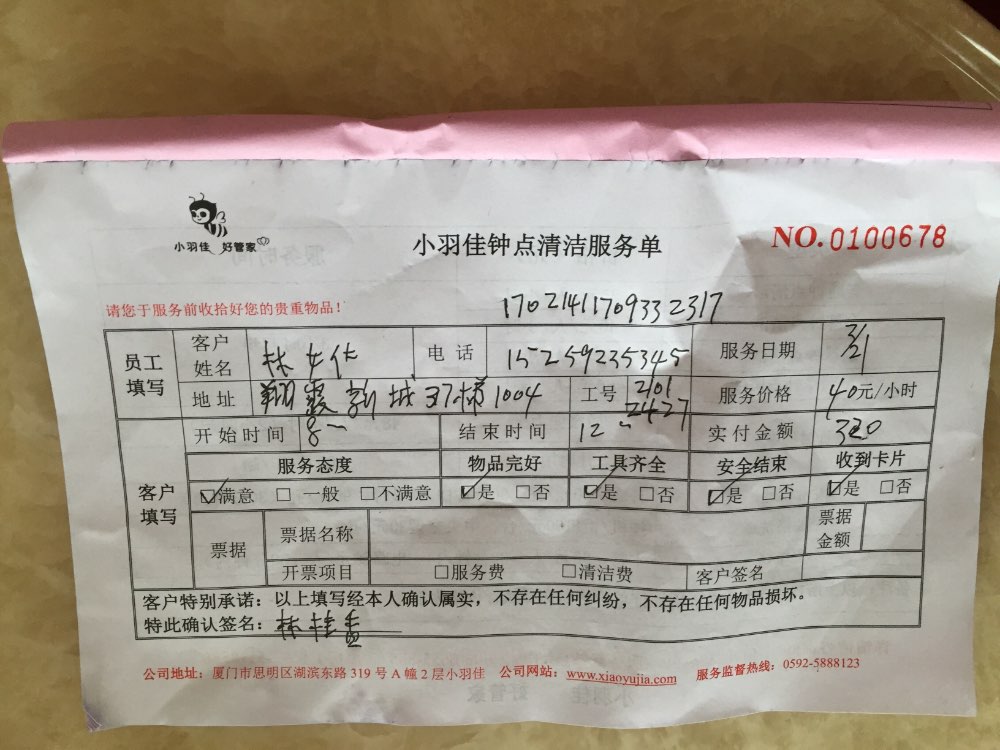 小羽佳 好管家
小羽佳钟点清洁服务单
NO.0100678
请您于服务前收拾好您的贵重物品!
17021411709332317
员工填写 客户姓名 林女仕 电话 15259235345 服务日期 3/21
地址 翔鹭新城37梯1004 工号 2101 2427 服务价格 40元/小时
客户填写 开始时间 8 结束时间 12 实付金额 320
服务态度 物品完好 工具齐全 安全结束 收到卡片
☑满意 □一般 □不满意 ☑是 □否 ☑是 □否 ☑是 □否 ☑是 □否
票据 票据名称 票据金额
开票项目 □服务费 □清洁费 客户签名
客户特别承诺：以上填写经本人确认属实，不存在任何纠纷，不存在任何物品损坏。
特此确认签名：林桂孟
公司地址：厦门市思明区湖滨东路 319 号 A 幢 2 层小羽佳 公司网站：www.xiaoyujia.com 服务监督热线：0592-5888123